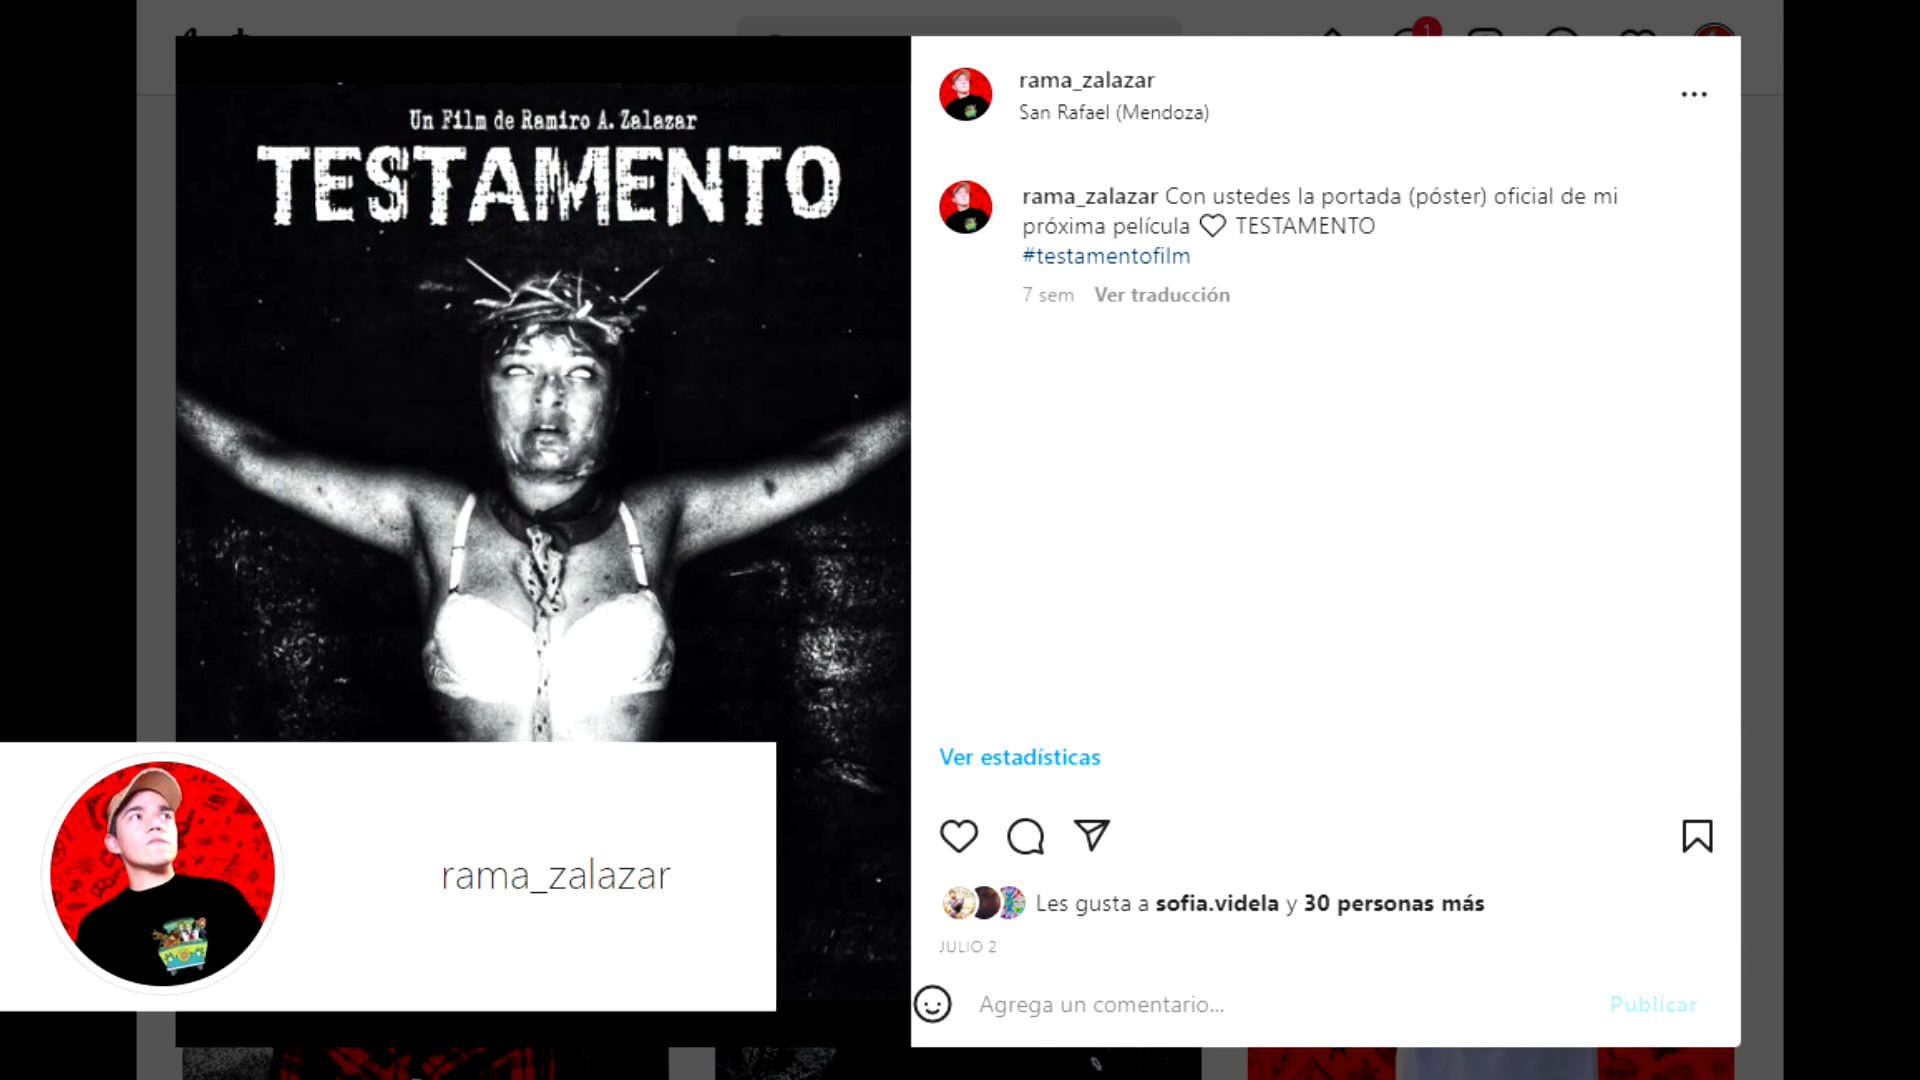 1
Un Film de Ramiro A. Zalazar
TESTAMENTO
rama_zalazar
San Rafael (Mendoza)
rama_zalazar Con ustedes la portada (póster) oficial de mi
próxima película ♡ TESTAMENTO
#testamentofilm
7 sem Ver traducción
Ver estadísticas
Les gusta a sofia.videla y 30 personas más
JULIO 2
Agrega un comentario... Publicar
rama_zalazar